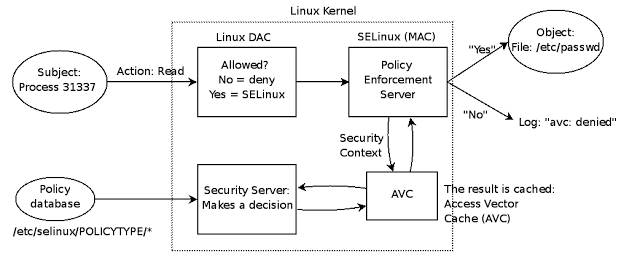 Linux Kernel
Linux DAC
SELinux (MAC)
Subject:
Process 31337
Action: Read
Allowed?
No = deny
Yes = SELinux
Policy
Enforcement
Server
"Yes"
Object:
File: /etc/passwd
"No"
Log: "avc: denied"
Security
Context
Policy
database
/etc/selinux/POLICYTYPE/*
Security Server:
Makes a decision
AVC
The result is cached:
Access Vector
Cache (AVC)